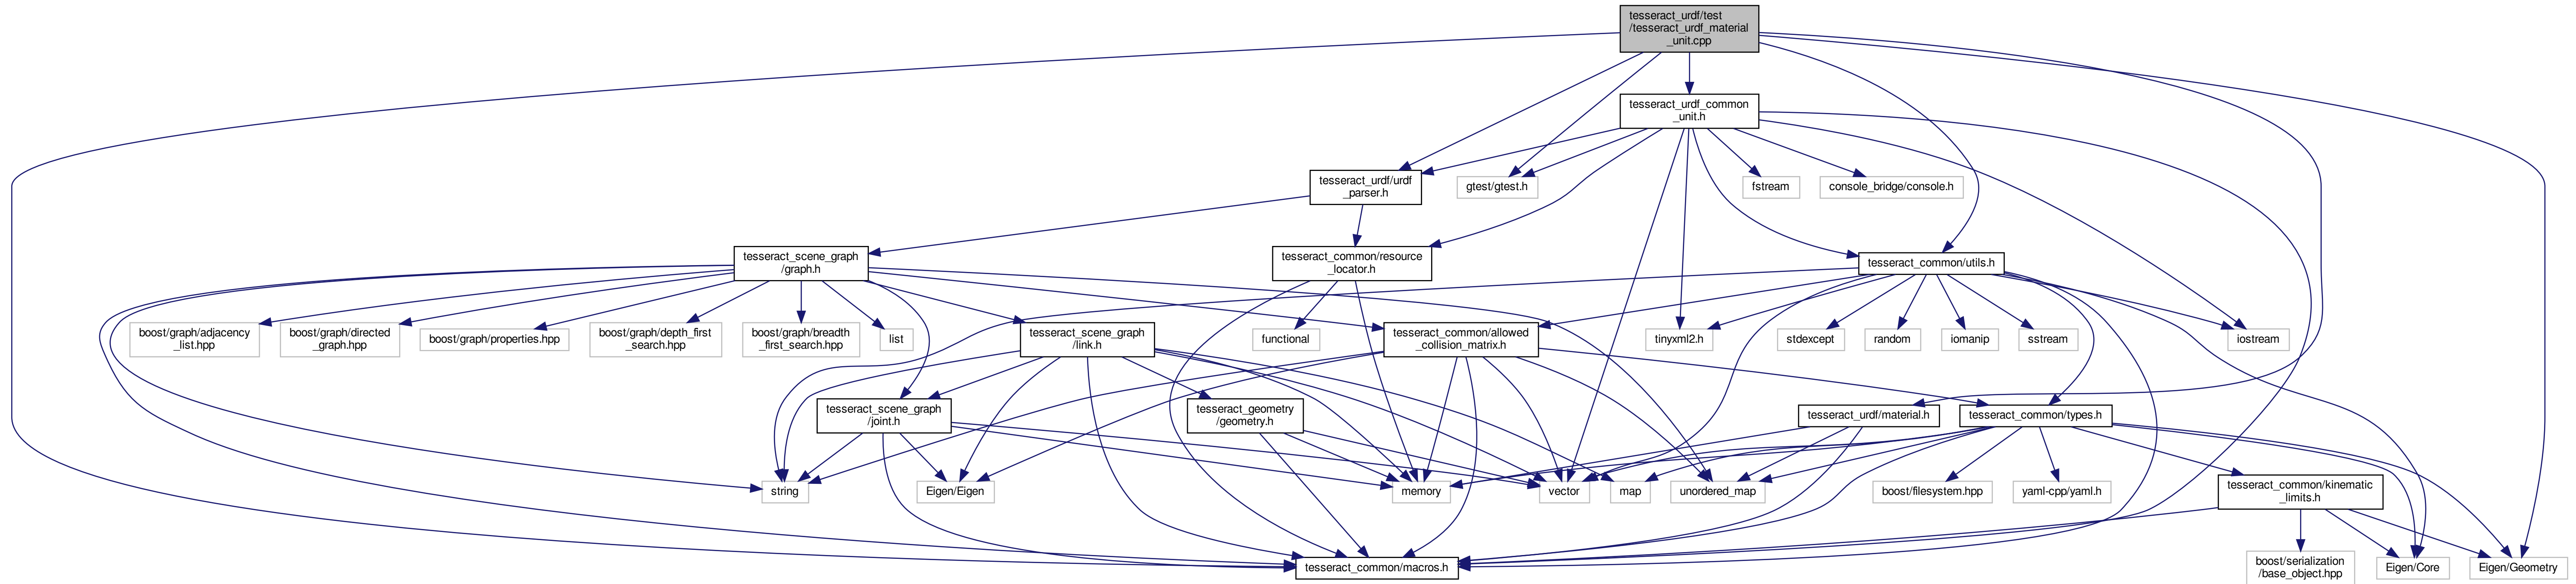 tesseract_urdf/test
/tesseract_urdf_material
_unit.cpp
tesseract_urdf_common
_unit.h
tesseract_urdf/urdf
_parser.h
gtest/gtest.h
fstream
console_bridge/console.h
tesseract_scene_graph
/graph.h
tesseract_common/resource
_locator.h
tesseract_common/utils.h
boost/graph/adjacency
_list.hpp
boost/graph/directed
_graph.hpp
boost/graph/properties.hpp
boost/graph/depth_first
_search.hpp
boost/graph/breadth
_first_search.hpp
list
tesseract_scene_graph
/link.h
functional
tesseract_common/allowed
_collision_matrix.h
tinyxml2.h
stdexcept
random
iomanip
sstream
iostream
tesseract_scene_graph
/joint.h
tesseract_geometry
/geometry.h
tesseract_urdf/material.h
tesseract_common/types.h
string
Eigen/Eigen
memory
vector
map
unordered_map
boost/filesystem.hpp
yaml-cpp/yaml.h
tesseract_common/kinematic
_limits.h
tesseract_common/macros.h
boost/serialization
/base_object.hpp
Eigen/Core
Eigen/Geometry